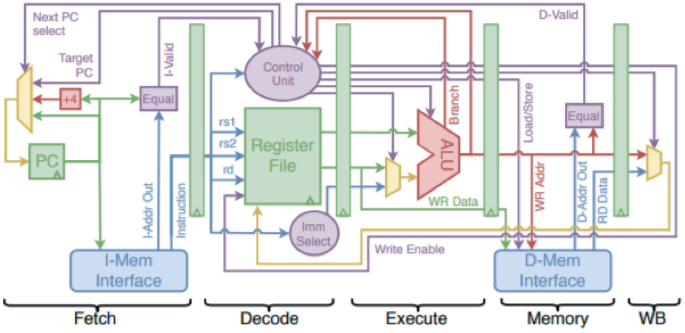 Next PC
select
Target
PC
I-Valid
D-Valid
Control
Unit
+4
Equal
PC
rs1
rs2
rd
Register
File
Imm
Select
ALU
Branch
Load/Store
Equal
I-Addr Out
Instruction
WR Data
WR Addr
D-Addr Out
RD Data
Write Enable
I-Mem
Interface
D-Mem
Interface
Fetch
Decode
Execute
Memory
WB